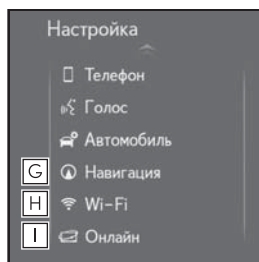 Настройка
Телефон
Голос
Автомобиль
G Навигация
H Wi-Fi
I Онлайн